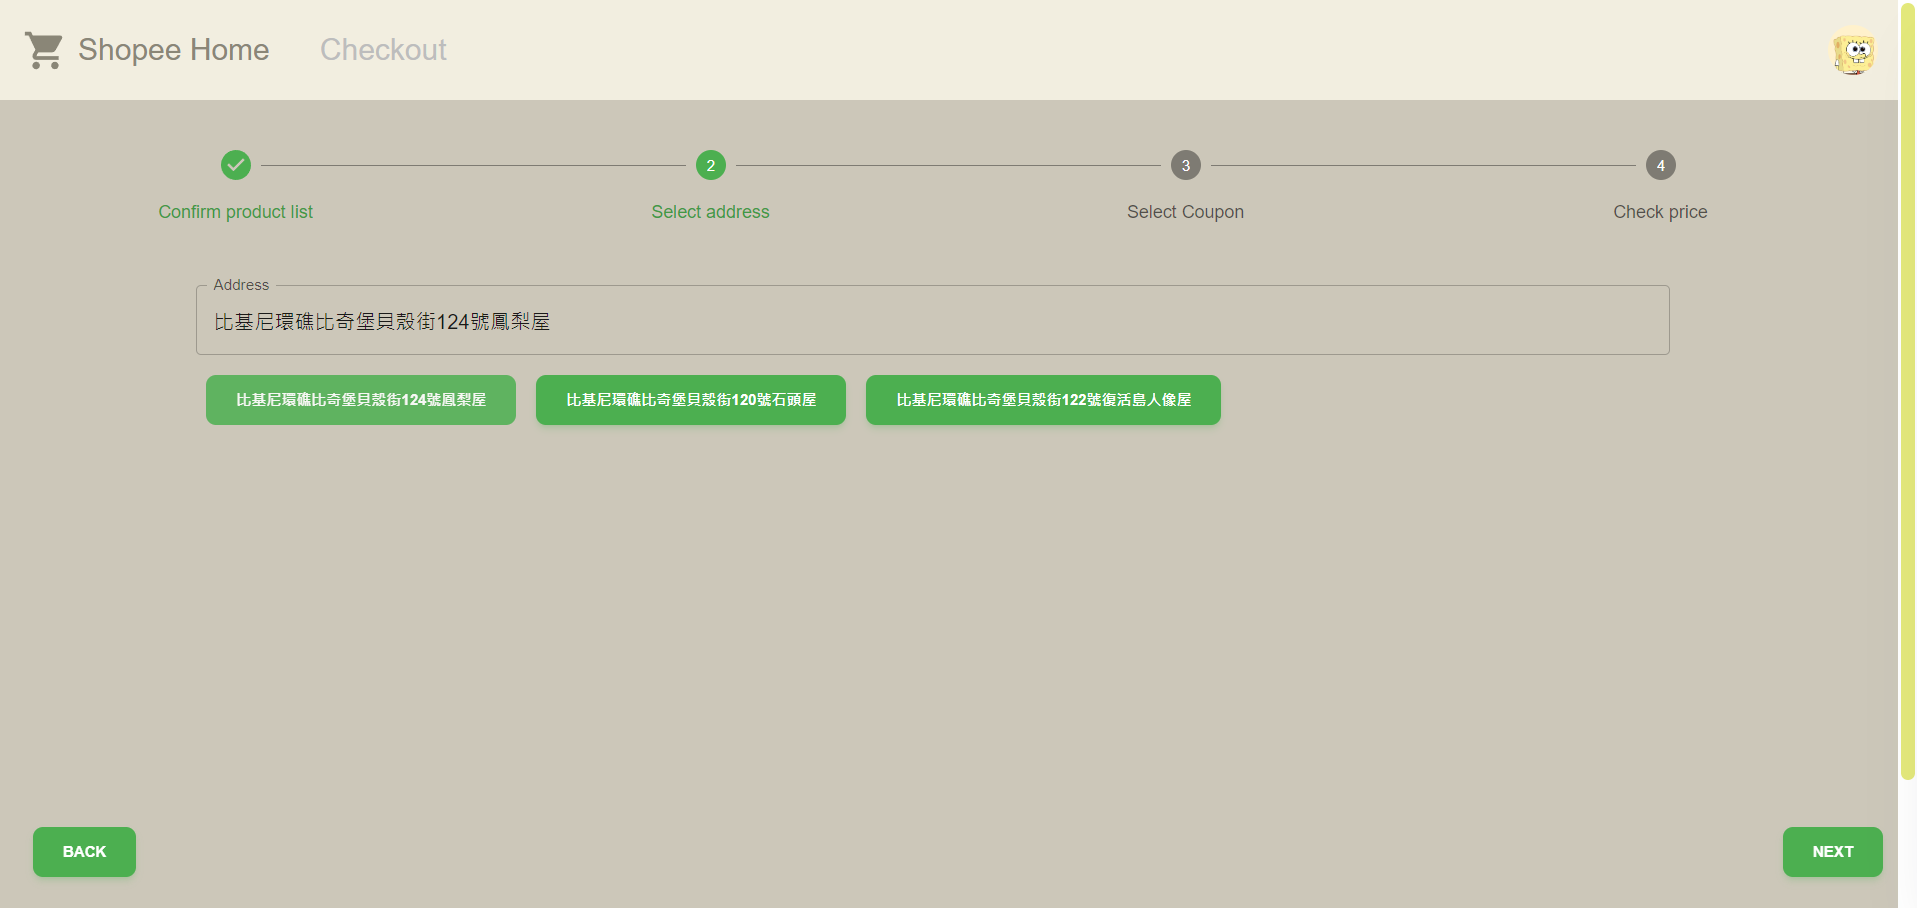 Shopee Home Checkout
2 3 4
Confirm product list Select address Select Coupon Check price
Address
比基尼環礁比奇堡貝殼街124號鳳梨屋
比基尼環礁比奇堡貝殼街124號鳳梨屋 比基尼環礁比奇堡貝殼街120號石頭屋 比基尼環礁比奇堡貝殼街122號復活島人像屋
BACK NEXT